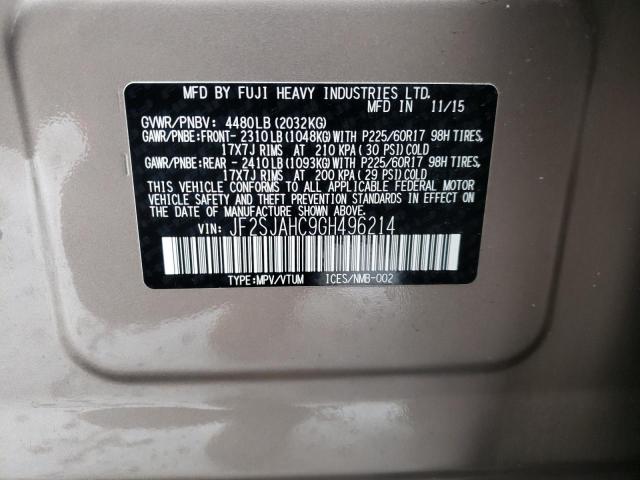 MFD BY FUJI HEAVY INDUSTRIES LTD.
MFD IN 11/15
GVWR/PNBV: 4480LB(2032KG)
GAWR/PNBE:FRONT- 2310LB(1048KG)WITH P225/60R17 98H TIRES,
17X7J RIMS AT 210 KPA(30 PSI)COLD
GAWR/PNBE:REAR - 2410LB(1093KG)WITH P225/60R17 98H TIRES,
17X7J RIMS AT 200 KPA(29 PSI)COLD
THIS VEHICLE CONFORMS TO ALL APPLICABLE FEDERAL MOTOR
VEHICLE SAFETY AND THEFT PREVENTION STANDARDS IN EFFECT ON
THE DATE OF MANUFACTURE SHOWN ABOVE.
VIN: JF2SJAHC9GH496214
TYPE:MPV/VTUM ICES/NMB-002